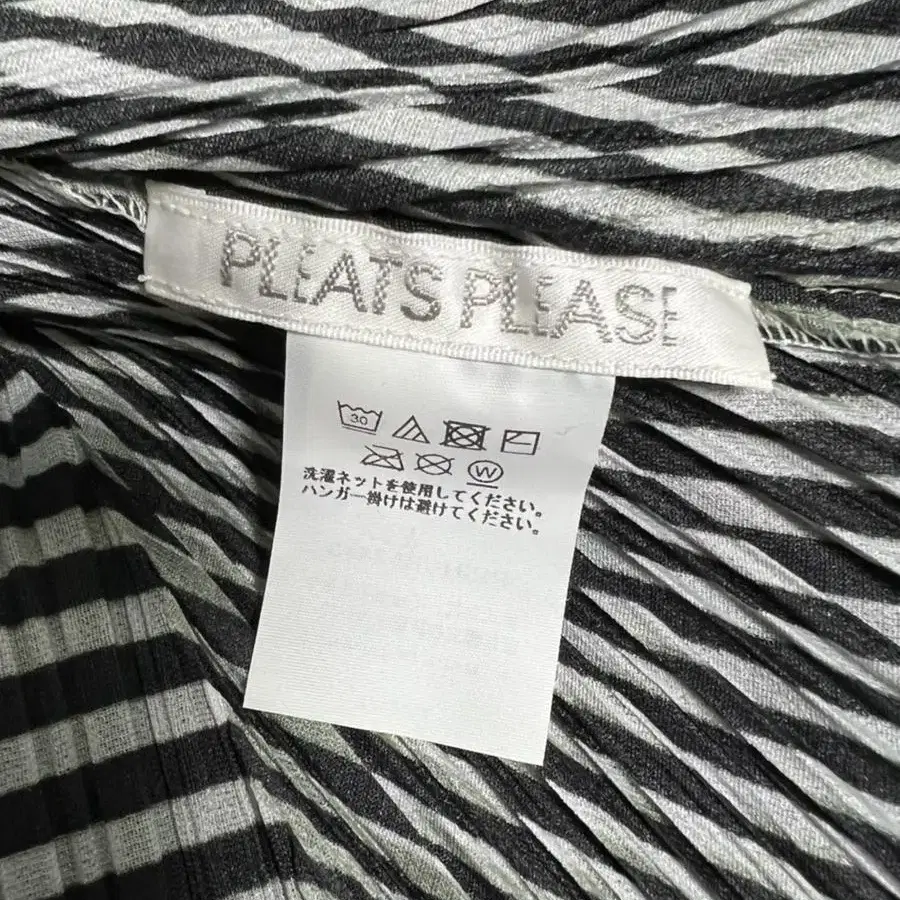 PLEATS PLEASE
30
W
洗濯ネットを使用してください。
ハンガー掛けは避けてください。